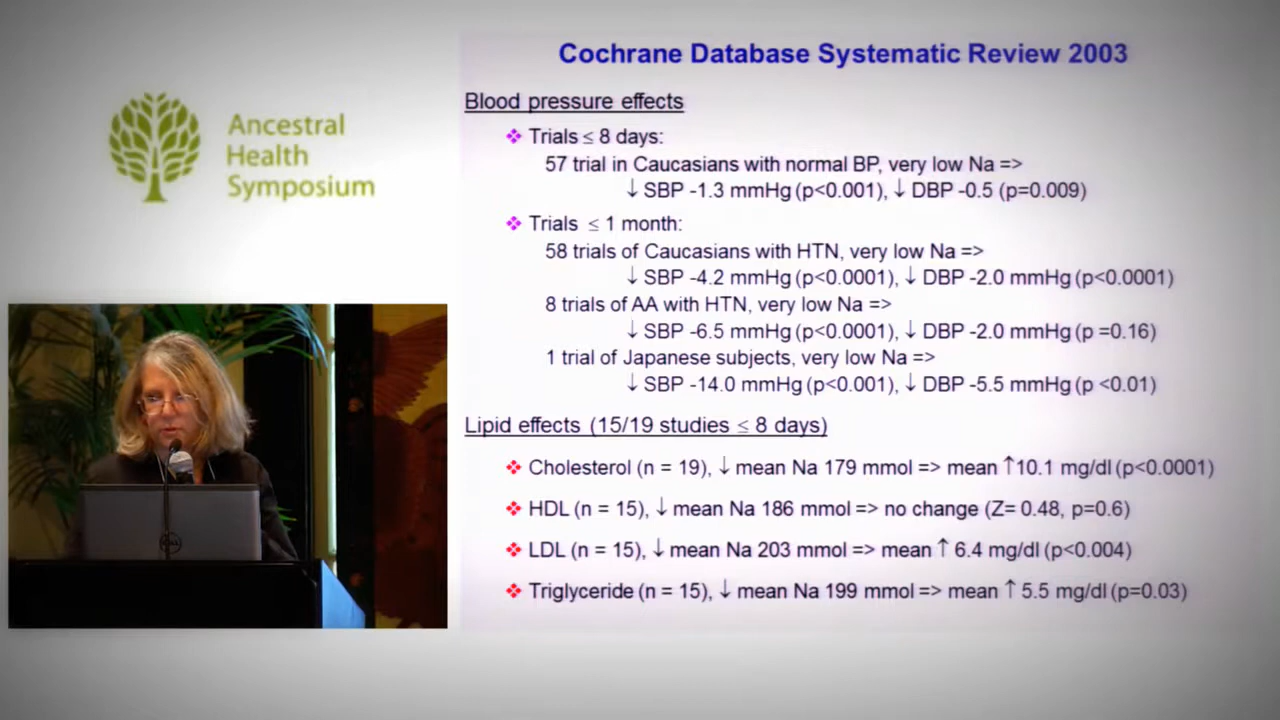 Ancestral
Health
Symposium
Cochrane Database Systematic Review 2003
Blood pressure effects
❖ Trials ≤ 8 days:
57 trial in Caucasians with normal BP, very low Na =>
↓ SBP -1.3 mmHg (p<0.001), ↓ DBP -0.5 (p=0.009)
❖ Trials ≤ 1 month:
58 trials of Caucasians with HTN, very low Na =>
↓ SBP -4.2 mmHg (p<0.0001), ↓ DBP -2.0 mmHg (p<0.0001)
8 trials of AA with HTN, very low Na =>
↓ SBP -6.5 mmHg (p<0.0001), ↓ DBP -2.0 mmHg (p =0.16)
1 trial of Japanese subjects, very low Na =>
↓ SBP -14.0 mmHg (p<0.001), ↓ DBP -5.5 mmHg (p <0.01)
Lipid effects (15/19 studies ≤ 8 days)
❖ Cholesterol (n = 19), ↓ mean Na 179 mmol => mean ↑10.1 mg/dl (p<0.0001)
❖ HDL (n = 15), ↓ mean Na 186 mmol => no change (Z= 0.48, p=0.6)
❖ LDL (n = 15), ↓ mean Na 203 mmol => mean ↑ 6.4 mg/dl (p<0.004)
❖ Triglyceride (n = 15), ↓ mean Na 199 mmol => mean ↑ 5.5 mg/dl (p=0.03)
DELL